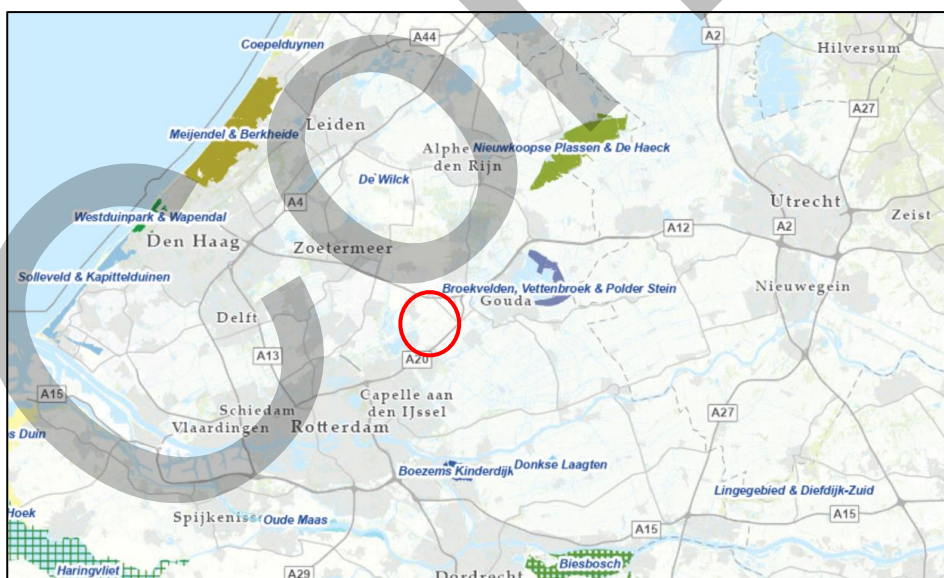 A44
A2
Coepelduynen
Hilversum
A27
Leiden
Meijendel & Berkheide
Nieuwkoopse Plassen & De Haeck
Alphe
den Rijn
De Wilck
A4
Utrecht
Westduinpark & Wapendal
Zeist
A12
A2
Den Haag
Zoetermeer
Solleveld & Kapittelduinen
Broekvelden, Vettenbroek & Polder Stein
Gouda
Nieuwegein
Delft
A13
A20
A15
Capelle aan
den IJssel
Schiedam
Vlaardingen
Rotterdam
A27
s Duin
Boezems Kinderdijk
Donkse Laagten
Lingegebied & Diefdijk-Zuid
Hoek
Spijkenisse
Oude Maas
A15
A15
Haringvliet
A29
Dordrecht
Biesbosch